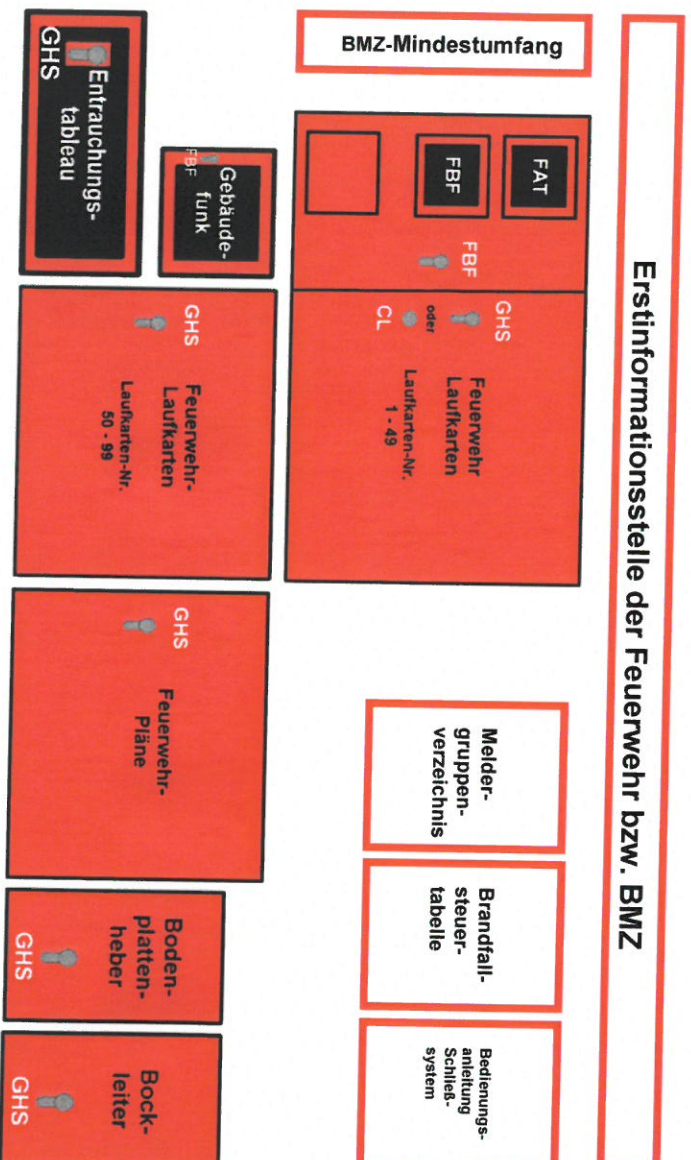 Erstinformationsstelle der Feuerwehr bzw. BMZ
BMZ-Mindestumfang
FAT
FBF
FBF
GHS
oder
CL
Feuerwehr
Laufkarten
Laufkarten-Nr.
1 - 49
Melder-
gruppen-
verzeichnis
Brandfall-
steuer-
tabelle
Bedienungs-
anleitung
Schließ-
system
Gebäude-
funk
FBF
Entrauchungs-
tableau
GHS
GHS
Feuerwehr-
Laufkarten
Laufkarten-Nr.
50 - 99
GHS
Feuerwehr-
Pläne
Boden-
platten-
heber
GHS
Bock-
leiter
GHS